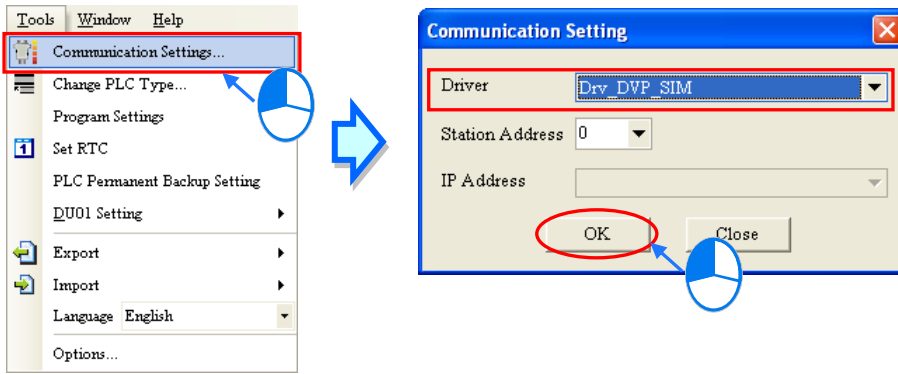 Tools Window Help
Communication Settings...
Change PLC Type...
Program Settings
1 Set RTC
PLC Permanent Backup Setting
DU01 Setting
Export
Import
Language English
Options...
Communication Setting
Driver Drv_DVP_SIM
Station Address 0
IP Address
OK Close